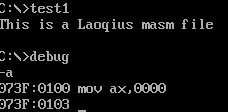 C:\>test1
This is a Laoqius masm file
C:\>debug
-a
073F:0100 mov ax,0000
073F:0103 _